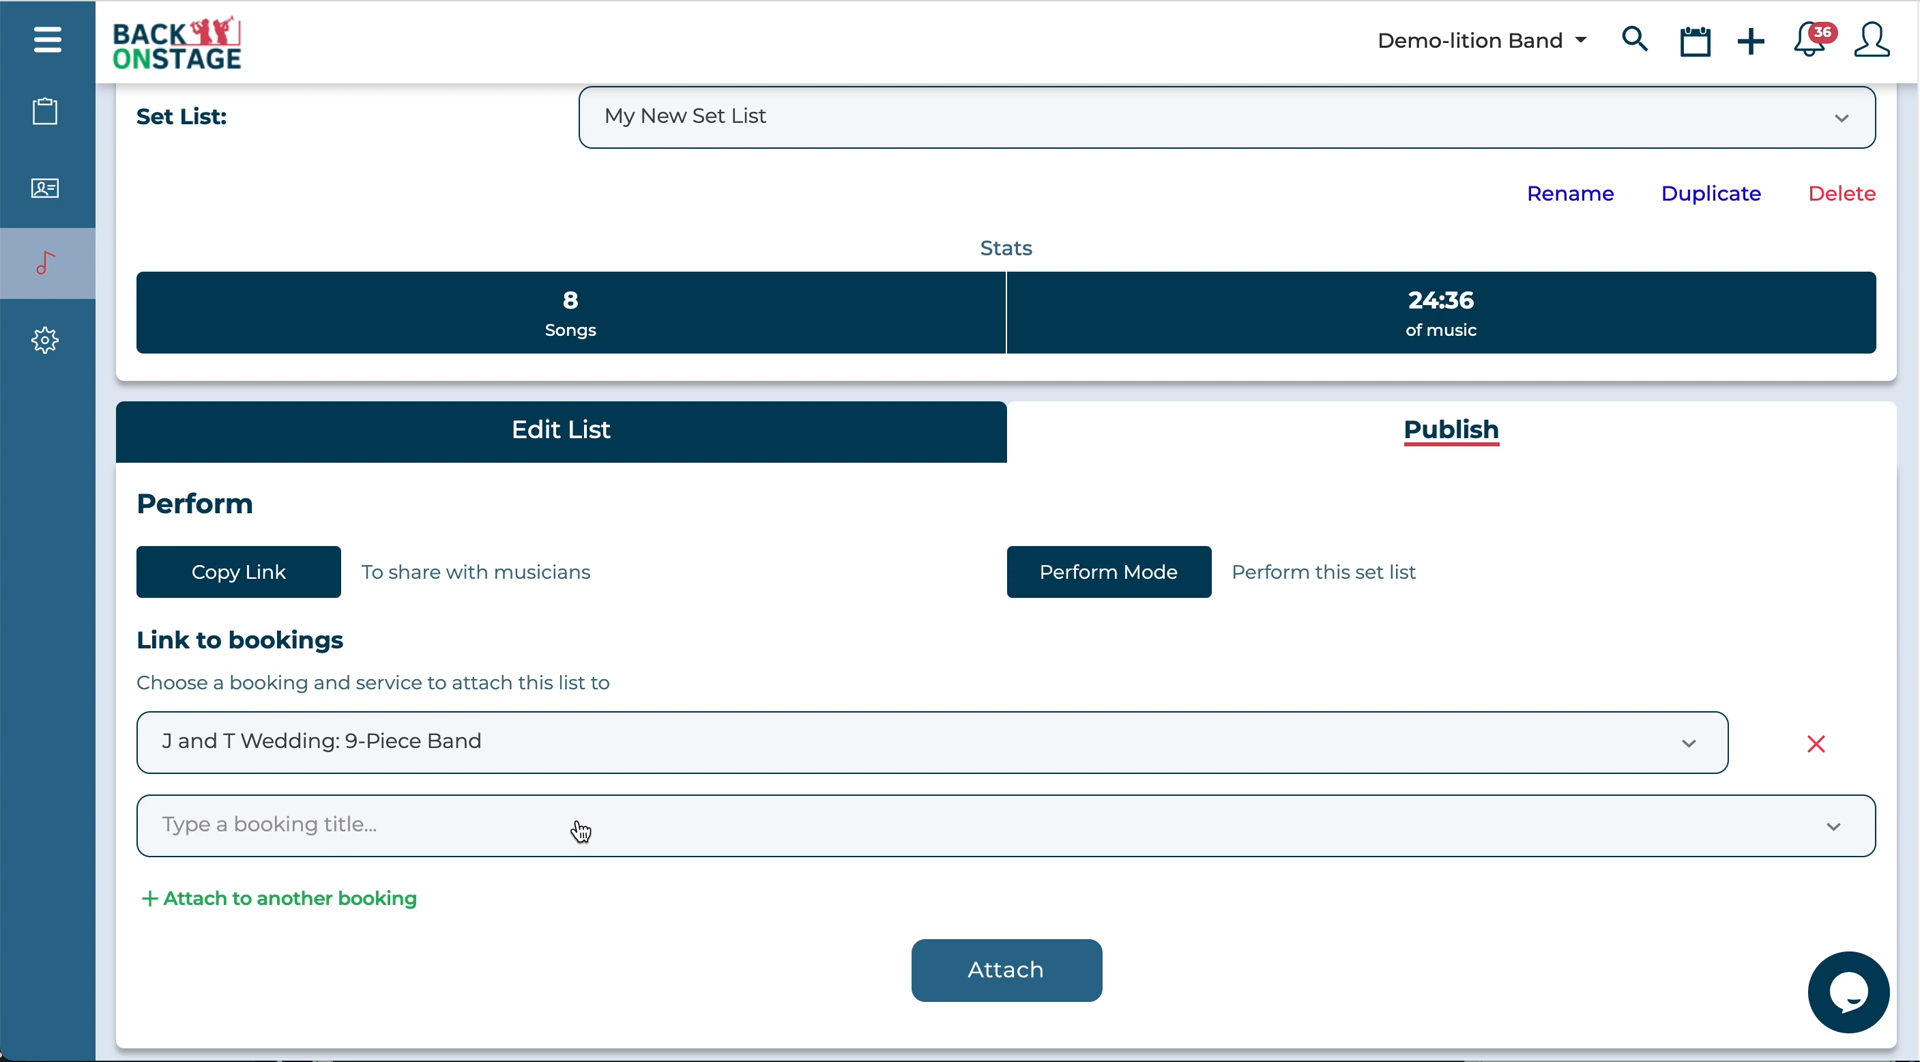 BACK
ONSTAGE
Demo-lition Band
36
Set List:
My New Set List
Rename Duplicate Delete
Stats
8
Songs
24:36
of music
Edit List
Publish
Perform
Copy Link
To share with musicians
Perform Mode
Perform this set list
Link to bookings
Choose a booking and service to attach this list to
J and T Wedding: 9-Piece Band
Type a booking title...
+ Attach to another booking
Attach